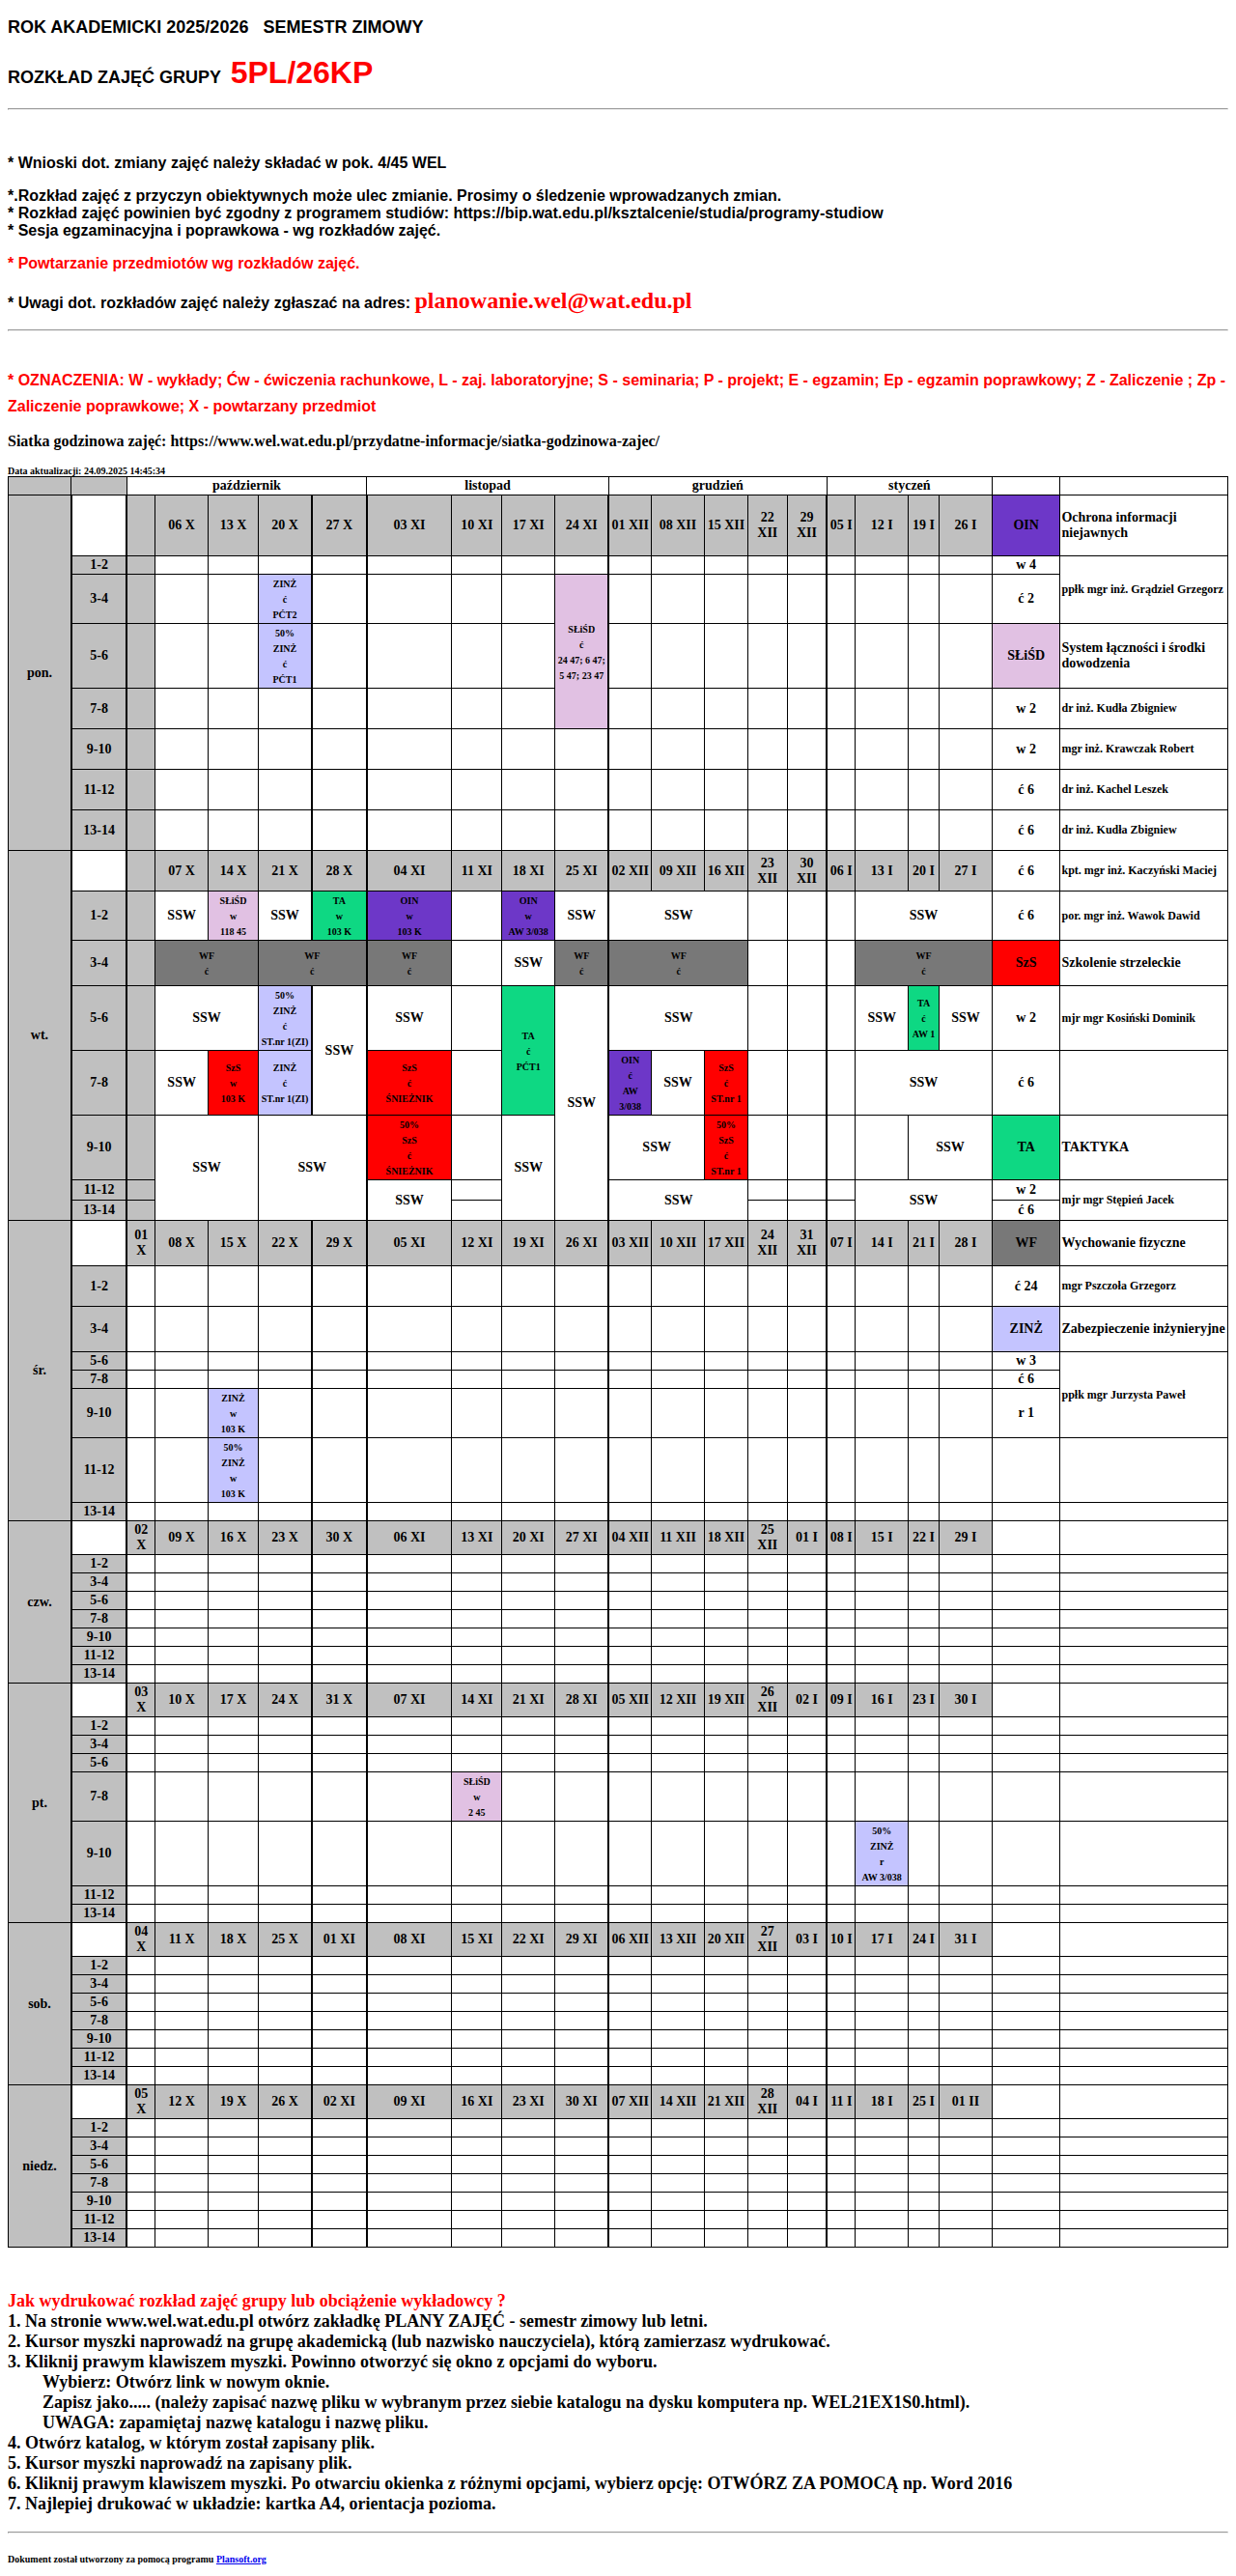 ROK AKADEMICKI 2025/2026 SEMESTR ZIMOWY
ROZKŁAD ZAJĘĆ GRUPY 5PL/26KP
* Wnioski dot. zmiany zajęć należy składać w pok. 4/45 WEL
*.Rozkład zajęć z przyczyn obiektywnych może ulec zmianie. Prosimy o śledzenie wprowadzanych zmian.
* Rozkład zajęć powinien być zgodny z programem studiów: https://bip.wat.edu.pl/ksztalcenie/studia/programy-studiow
* Sesja egzaminacyjna i poprawkowa - wg rozkładów zajęć.
* Powtarzanie przedmiotów wg rozkładów zajęć.
* Uwagi dot. rozkładów zajęć należy zgłaszać na adres: planowanie.wel@wat.edu.pl
* OZNACZENIA: W - wykłady; Ćw - ćwiczenia rachunkowe, L - zaj. laboratoryjne; S - seminaria; P - projekt; E - egzamin; Ep - egzamin poprawkowy; Z - Zaliczenie ; Zp -
Zaliczenie poprawkowe; X - powtarzany przedmiot
Siatka godzinowa zajęć: https://www.wel.wat.edu.pl/przydatne-informacje/siatka-godzinowa-zajec/
Data aktualizacji: 24.09.2025 14:45:34
październik listopad grudzień styczeń
pon. 06 X 13 X 20 X 27 X 03 XI 10 XI 17 XI 24 XI 01 XII 08 XII 15 XII 22 XII 29 XII 05 I 12 I 19 I 26 I OIN Ochrona informacji niejawnych
1-2 w 4 ppłk mgr inż. Grądziel Grzegorz
3-4 ZINŻ ć PĆT2 SŁiŚD ć 24 47; 6 47; 5 47; 23 47 ć 2
5-6 50% ZINŻ ć PĆT1 SŁiŚD System łączności i środki dowodzenia
7-8 w 2 dr inż. Kudła Zbigniew
9-10 w 2 mgr inż. Krawczak Robert
11-12 ć 6 dr inż. Kachel Leszek
13-14 ć 6 dr inż. Kudła Zbigniew
wt. 07 X 14 X 21 X 28 X 04 XI 11 XI 18 XI 25 XI 02 XII 09 XII 16 XII 23 XII 30 XII 06 I 13 I 20 I 27 I ć 6 kpt. mgr inż. Kaczyński Maciej
1-2 SSW SŁiŚD w 118 45 SSW TA w 103 K OIN w 103 K OIN w AW 3/038 SSW SSW SSW ć 6 por. mgr inż. Wawok Dawid
3-4 WF ć WF ć WF ć SSW WF ć WF ć WF ć SzS Szkolenie strzeleckie
5-6 SSW 50% ZINŻ ć ST.nr 1(ZI) SSW SSW TA ć PĆT1 SSW SSW SSW TA ć AW 1 SSW w 2 mjr mgr Kosiński Dominik
7-8 SSW SzS w 103 K ZINŻ ć ST.nr 1(ZI) SzS ć ŚNIEŻNIK OIN ć AW 3/038 SSW SzS ć ST.nr 1 SSW ć 6
9-10 SSW SSW 50% SzS ć ŚNIEŻNIK SSW SSW 50% SzS ć ST.nr 1 SSW TA TAKTYKA
11-12 SSW SSW SSW w 2 mjr mgr Stępień Jacek
13-14 ć 6
śr. 01 X 08 X 15 X 22 X 29 X 05 XI 12 XI 19 XI 26 XI 03 XII 10 XII 17 XII 24 XII 31 XII 07 I 14 I 21 I 28 I WF Wychowanie fizyczne
1-2 ć 24 mgr Pszczoła Grzegorz
3-4 ZINŻ Zabezpieczenie inżynieryjne
5-6 w 3 ppłk mgr Jurzysta Paweł
7-8 ć 6
9-10 ZINŻ w 103 K r 1
11-12 50% ZINŻ w 103 K
13-14
czw. 02 X 09 X 16 X 23 X 30 X 06 XI 13 XI 20 XI 27 XI 04 XII 11 XII 18 XII 25 XII 01 I 08 I 15 I 22 I 29 I
1-2
3-4
5-6
7-8
9-10
11-12
13-14
pt. 03 X 10 X 17 X 24 X 31 X 07 XI 14 XI 21 XI 28 XI 05 XII 12 XII 19 XII 26 XII 02 I 09 I 16 I 23 I 30 I
1-2
3-4
5-6
7-8 SŁiŚD w 2 45
9-10 50% ZINŻ r AW 3/038
11-12
13-14
sob. 04 X 11 X 18 X 25 X 01 XI 08 XI 15 XI 22 XI 29 XI 06 XII 13 XII 20 XII 27 XII 03 I 10 I 17 I 24 I 31 I
1-2
3-4
5-6
7-8
9-10
11-12
13-14
niedz. 05 X 12 X 19 X 26 X 02 XI 09 XI 16 XI 23 XI 30 XI 07 XII 14 XII 21 XII 28 XII 04 I 11 I 18 I 25 I 01 II
1-2
3-4
5-6
7-8
9-10
11-12
13-14
Jak wydrukować rozkład zajęć grupy lub obciążenie wykładowcy ?
1. Na stronie www.wel.wat.edu.pl otwórz zakładkę PLANY ZAJĘĆ - semestr zimowy lub letni.
2. Kursor myszki naprowadź na grupę akademicką (lub nazwisko nauczyciela), którą zamierzasz wydrukować.
3. Kliknij prawym klawiszem myszki. Powinno otworzyć się okno z opcjami do wyboru.
Wybierz: Otwórz link w nowym oknie.
Zapisz jako..... (należy zapisać nazwę pliku w wybranym przez siebie katalogu na dysku komputera np. WEL21EX1S0.html).
UWAGA: zapamiętaj nazwę katalogu i nazwę pliku.
4. Otwórz katalog, w którym został zapisany plik.
5. Kursor myszki naprowadź na zapisany plik.
6. Kliknij prawym klawiszem myszki. Po otwarciu okienka z różnymi opcjami, wybierz opcję: OTWÓRZ ZA POMOCĄ np. Word 2016
7. Najlepiej drukować w układzie: kartka A4, orientacja pozioma.
Dokument został utworzony za pomocą programu Plansoft.org